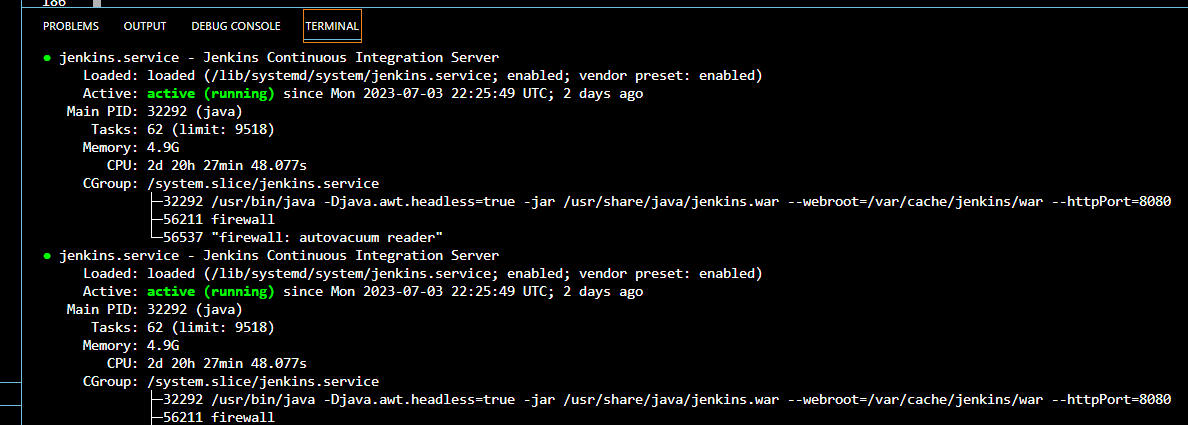 186
PROBLEMS OUTPUT DEBUG CONSOLE TERMINAL
● jenkins.service - Jenkins Continuous Integration Server
Loaded: loaded (/lib/systemd/system/jenkins.service; enabled; vendor preset: enabled)
Active: active (running) since Mon 2023-07-03 22:25:49 UTC; 2 days ago
Main PID: 32292 (java)
Tasks: 62 (limit: 9518)
Memory: 4.9G
CPU: 2d 20h 27min 48.077s
CGroup: /system.slice/jenkins.service
├─32292 /usr/bin/java -Djava.awt.headless=true -jar /usr/share/java/jenkins.war --webroot=/var/cache/jenkins/war --httpPort=8080
├─56211 firewall
└─56537 "firewall: autovacuum reader"
● jenkins.service - Jenkins Continuous Integration Server
Loaded: loaded (/lib/systemd/system/jenkins.service; enabled; vendor preset: enabled)
Active: active (running) since Mon 2023-07-03 22:25:49 UTC; 2 days ago
Main PID: 32292 (java)
Tasks: 62 (limit: 9518)
Memory: 4.9G
CPU: 2d 20h 27min 48.077s
CGroup: /system.slice/jenkins.service
├─32292 /usr/bin/java -Djava.awt.headless=true -jar /usr/share/java/jenkins.war --webroot=/var/cache/jenkins/war --httpPort=8080
├─56211 firewall